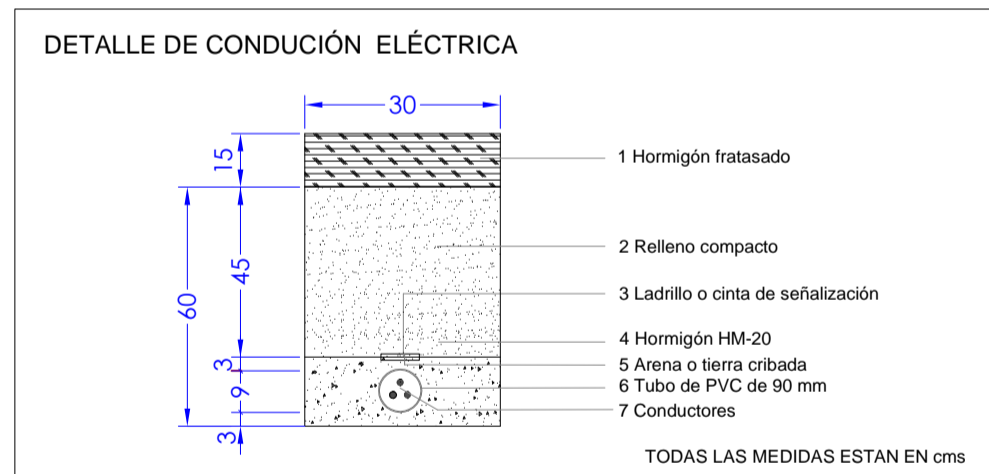 DETALLE DE CONDUCIÓN ELÉCTRICA
30
15
1 Hormigón fratasado
2 Relleno compacto
45
60
3 Ladrillo o cinta de señalización
4 Hormigón HM-20
3
5 Arena o tierra cribada
9
6 Tubo de PVC de 90 mm
7 Conductores
3
TODAS LAS MEDIDAS ESTAN EN cms